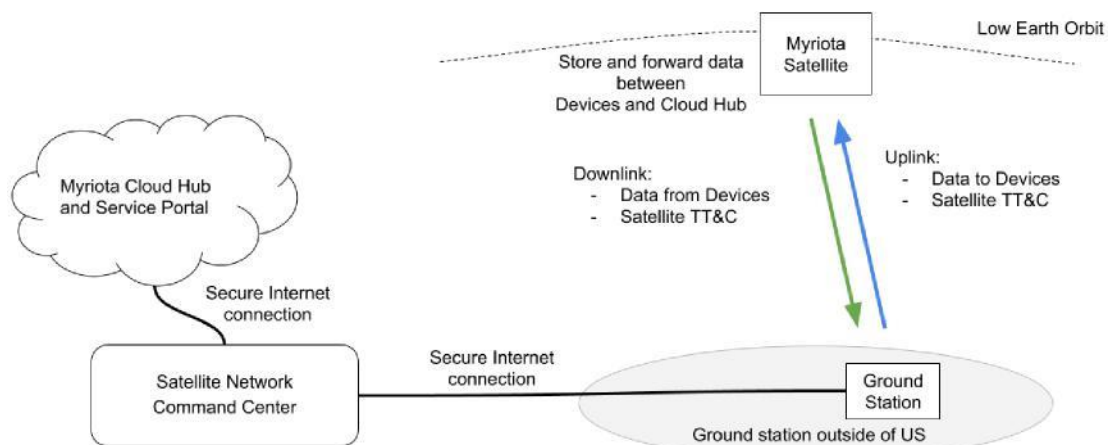 Low Earth Orbit
Myriota
Satellite
Store and forward data
between
Devices and Cloud Hub
Myriota Cloud Hub
and Service Portal
Downlink:
- Data from Devices
- Satellite TT&C
Uplink:
- Data to Devices
- Satellite TT&C
Secure Internet
connection
Satellite Network
Command Center
Secure Internet
connection
Ground
Station
Ground station outside of US